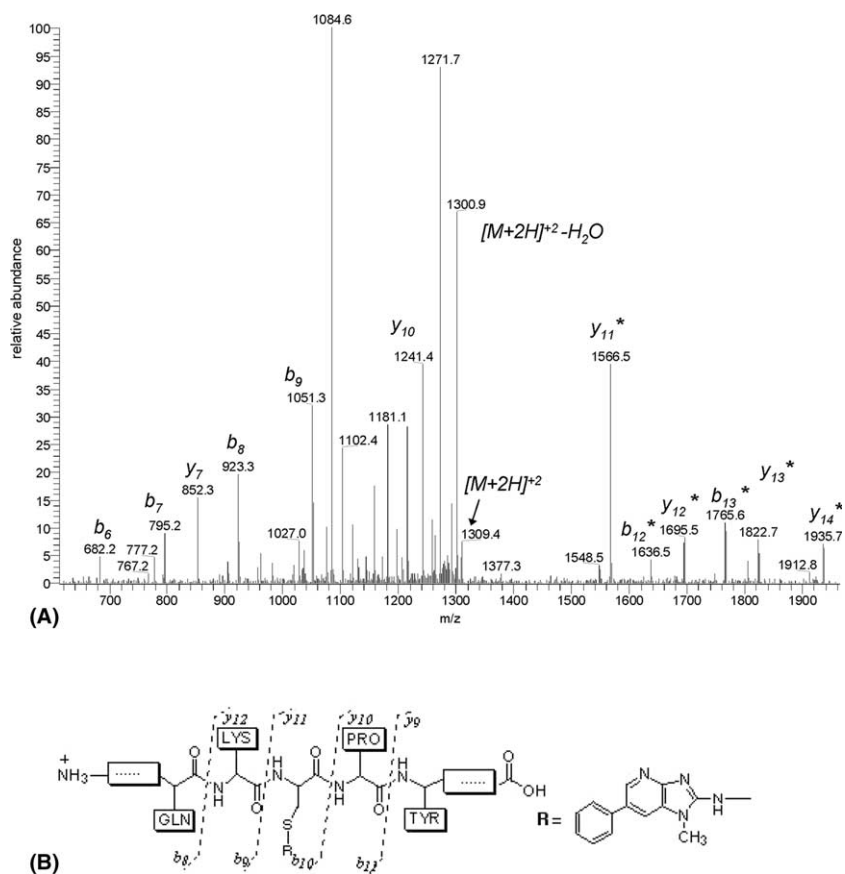 100
95
90
85
80
75
70
65
60
55
50
45
40
35
30
25
20
15
10
5
0
relative abundance
1084.6
1271.7
1300.9
[M+2H]+2 -H2O
y10
1241.4
y11*
1566.5
b9
1051.3
1181.1
1102.4
b8
923.3
y7
852.3
b7
795.2
b6
682.2
777.2
767.2
1027.0
[M+2H]+2
1309.4
1377.3
1548.5
b12*
1636.5
y12*
1695.5
b13*
1765.6
y13*
1822.7
y14*
1935.7
1912.8
700 800 900 1000 1100 1200 1300 1400 1500 1600 1700 1800 1900
m/z
(A)
y12 y11 y10 y9
LYS PRO
+
NH3 ...... O NH O NH O NH O NH O ...... O OH
GLN S R TYR
b8 b9 b10 b11
R = N N NH N CH3
(B)